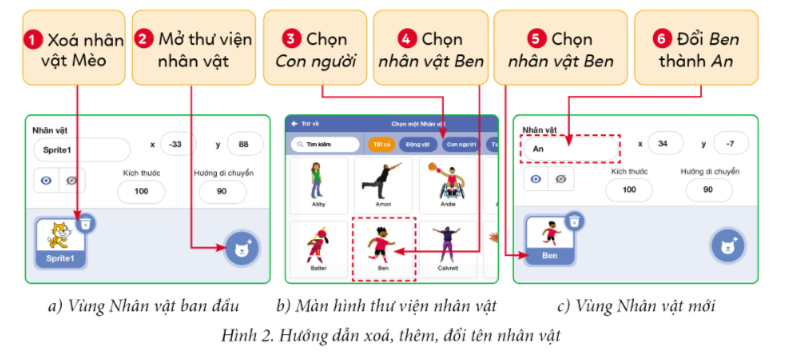 1 Xoá nhân vật Mèo
2 Mở thư viện nhân vật
3 Chọn Con người
4 Chọn nhân vật Ben
5 Chọn nhân vật Ben
6 Đổi Ben thành An
Nhân vật
Sprite1 x -33 y 88
Kích thước Hướng di chuyển
100 90
Sprite1
a) Vùng Nhân vật ban đầu
Trở về Chọn một Nhân vật
Tìm kiếm Tất cả Động vật Con người
Abby Amon Andie
Batter Ben Calvrett
b) Màn hình thư viện nhân vật
Nhân vật
An x 34 y -7
Kích thước Hướng di chuyển
100 90
Ben
c) Vùng Nhân vật mới
Hình 2. Hướng dẫn xoá, thêm, đổi tên nhân vật